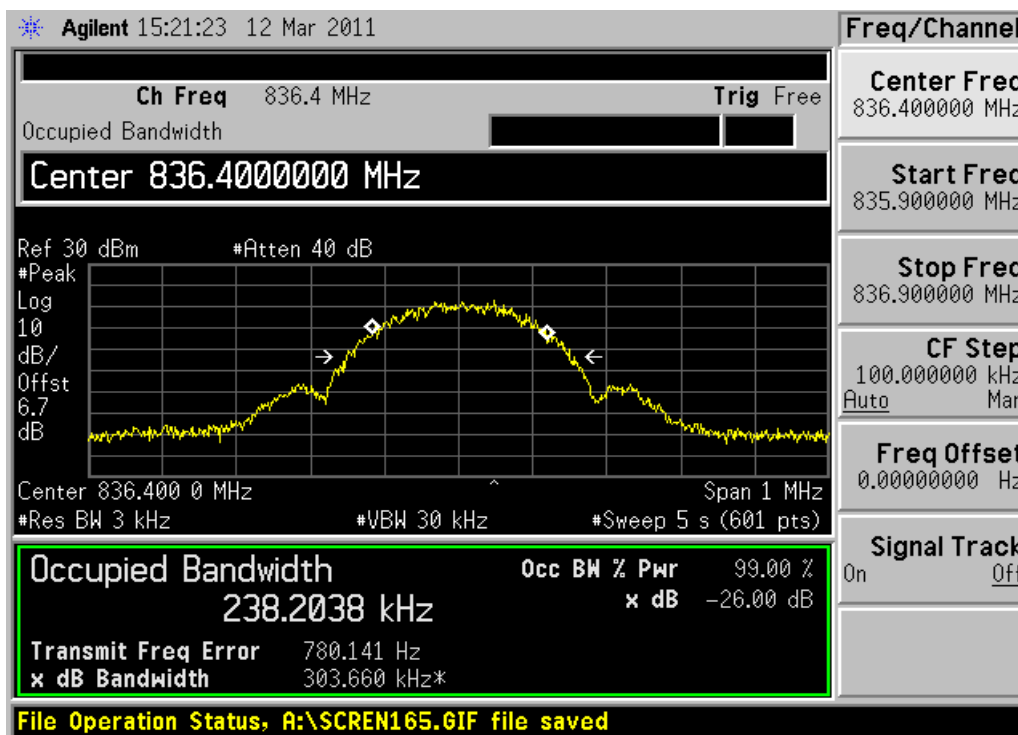 Agilent 15:21:23 12 Mar 2011
Freq/Channel
Ch Freq 836.4 MHz Trig Free
Occupied Bandwidth
Center 836.4000000 MHz
Ref 30 dBm #Atten 40 dB
#Peak
Log
10
dB/
Offst
6.7
dB
Center 836.400 0 MHz Span 1 MHz
#Res BW 3 kHz #VBW 30 kHz #Sweep 5 s (601 pts)
Occupied Bandwidth
238.2038 kHz
Occ BW % Pwr 99.00 %
x dB -26.00 dB
Transmit Freq Error 780.141 Hz
x dB Bandwidth 303.660 kHz*
Center Freq
836.400000 MHz
Start Freq
835.900000 MHz
Stop Freq
836.900000 MHz
CF Step
100.000000 kHz
Auto Man
Freq Offset
0.00000000 Hz
Signal Track
On Off
File Operation Status, A:\SCREN165.GIF file saved